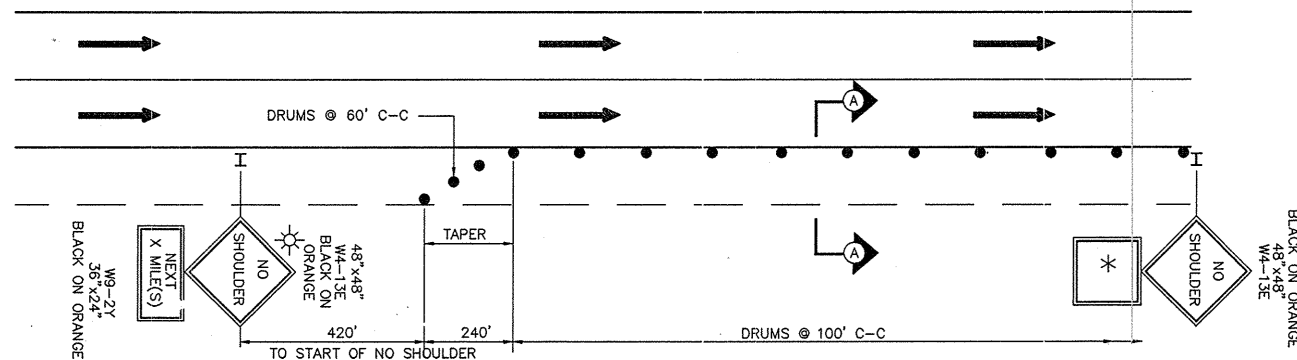 DRUMS @ 60' C-C
A
TAPER
A
NEXT
X MILE(S)
W9-2Y
36"x24"
BLACK ON ORANGE
NO
SHOULDER
48"x48"
W4-13E
BLACK ON
ORANGE
420'
TO START OF NO SHOULDER
240'
DRUMS @ 100' C-C
*
NO
SHOULDER
BLACK ON ORANGE
48"x48"
W4-13E